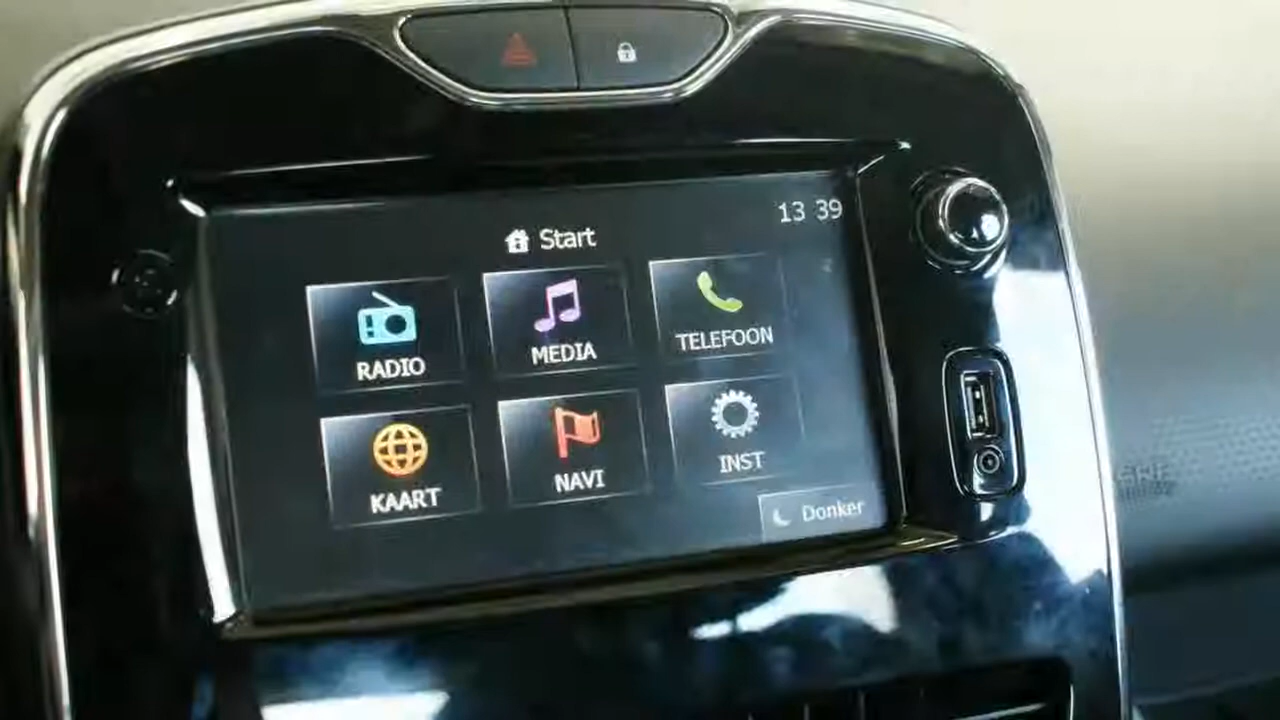 13 39
Start
RADIO
MEDIA
TELEFOON
KAART
NAVI
INST
Donker